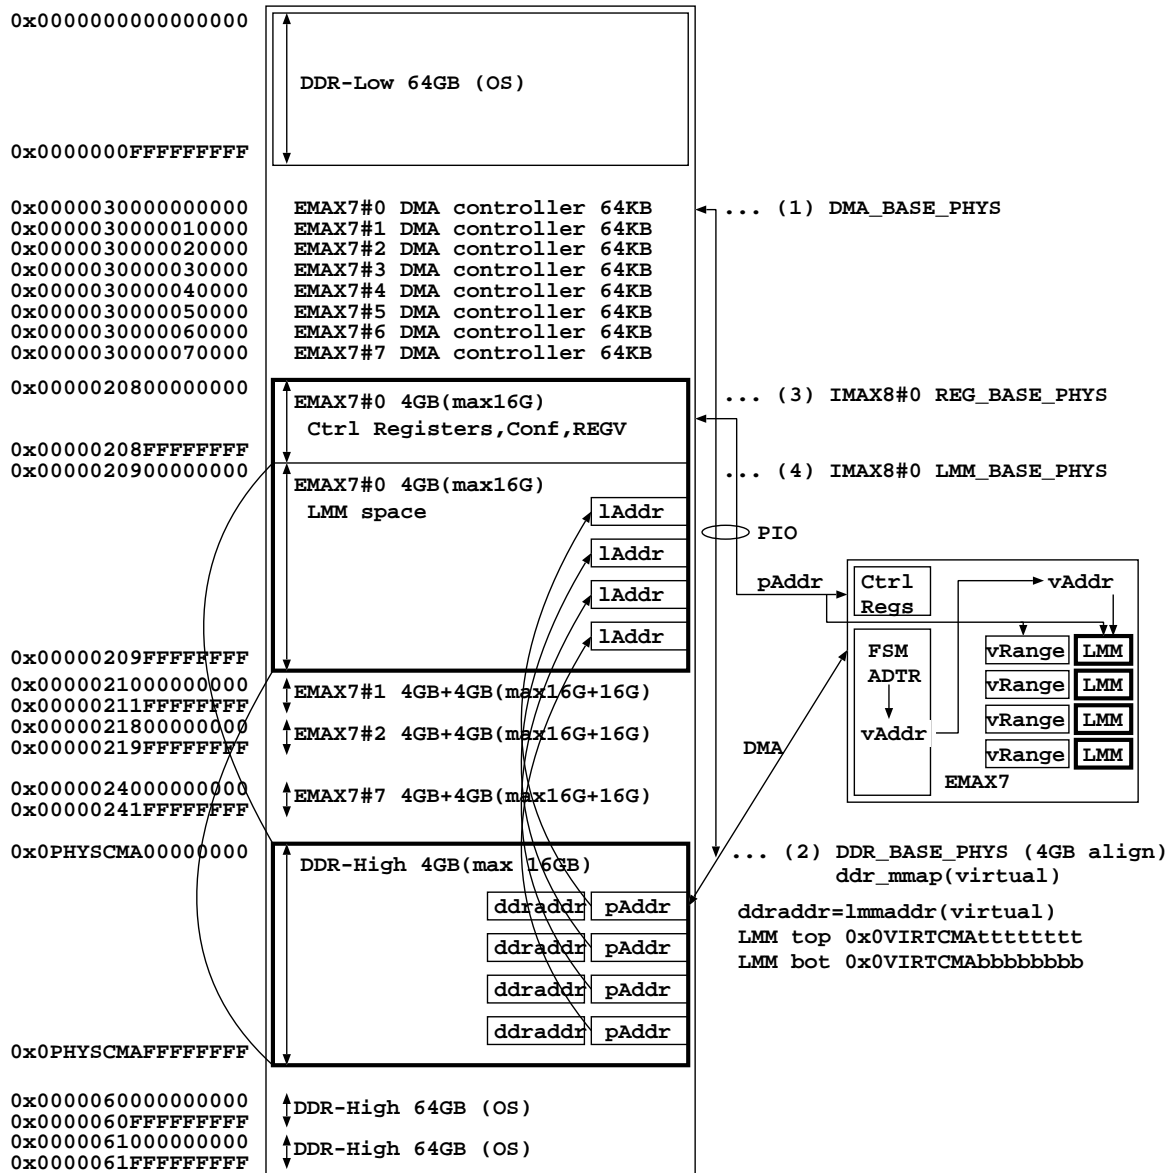 0x0000000000000000
DDR-Low 64GB (OS)
0x0000000FFFFFFFFF
0x0000030000000000 EMAX7#0 DMA controller 64KB ... (1) DMA_BASE_PHYS
0x0000030000010000 EMAX7#1 DMA controller 64KB
0x0000030000020000 EMAX7#2 DMA controller 64KB
0x0000030000030000 EMAX7#3 DMA controller 64KB
0x0000030000040000 EMAX7#4 DMA controller 64KB
0x0000030000050000 EMAX7#5 DMA controller 64KB
0x0000030000060000 EMAX7#6 DMA controller 64KB
0x0000030000070000 EMAX7#7 DMA controller 64KB
0x0000020800000000 ... (3) IMAX8#0 REG_BASE_PHYS
EMAX7#0 4GB(max16G)
Ctrl Registers,Conf,REGV
0x00000208FFFFFFFF
0x0000020900000000 ... (4) IMAX8#0 LMM_BASE_PHYS
EMAX7#0 4GB(max16G)
LMM space lAddr
PIO
lAddr
pAddr Ctrl vAddr
lAddr Regs
lAddr
0x00000209FFFFFFFF FSM vRange LMM
0x0000021000000000 ADTR vRange LMM
EMAX7#1 4GB+4GB(max16G+16G)
0x00000211FFFFFFFF
0x0000021800000000 vAddr vRange LMM
EMAX7#2 4GB+4GB(max16G+16G)
0x00000219FFFFFFFF DMA vRange LMM
EMAX7
0x0000024000000000
EMAX7#7 4GB+4GB(max16G+16G)
0x00000241FFFFFFFF
0x0PHYSCMA00000000 ... (2) DDR_BASE_PHYS (4GB align)
DDR-High 4GB(max 16GB) ddr_mmap(virtual)
ddraddr pAddr ddraddr=lmmaddr(virtual)
ddraddr pAddr LMM top 0x0VIRTCMAtttttttt
LMM bot 0x0VIRTCMAbbbbbbbb
ddraddr pAddr
ddraddr pAddr
0x0PHYSCMAFFFFFFFF
0x0000060000000000
DDR-High 64GB (OS)
0x0000060FFFFFFFFF
0x0000061000000000
DDR-High 64GB (OS)
0x0000061FFFFFFFFF